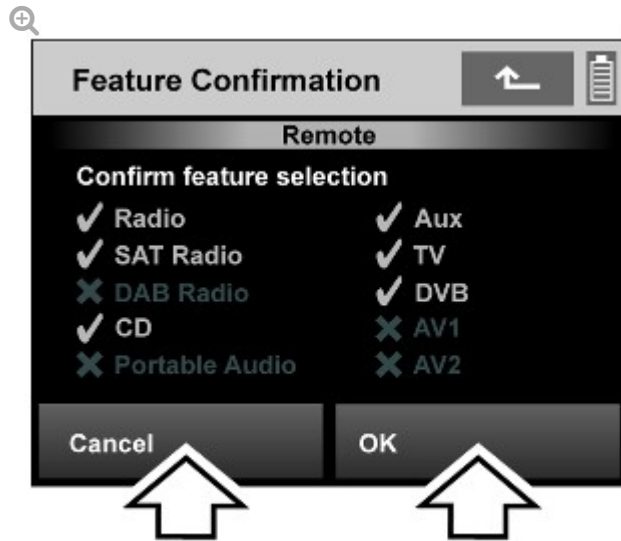 Feature Confirmation
Remote
Confirm feature selection
Radio
SAT Radio
DAB Radio
CD
Portable Audio
Aux
TV
DVB
AV1
AV2
Cancel
OK